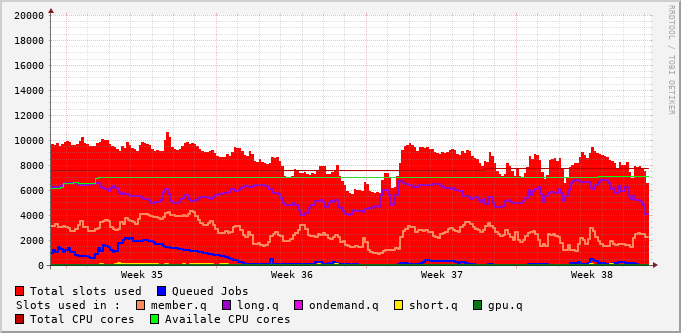 20000
18000
16000
14000
12000
10000
8000
6000
4000
2000
0
Week 35 Week 36 Week 37 Week 38
Total slots used Queued Jobs
Slots used in : member.q long.q ondemand.q short.q gpu.q
Total CPU cores Availale CPU cores
RRDTOOL / TOBI OETIKER